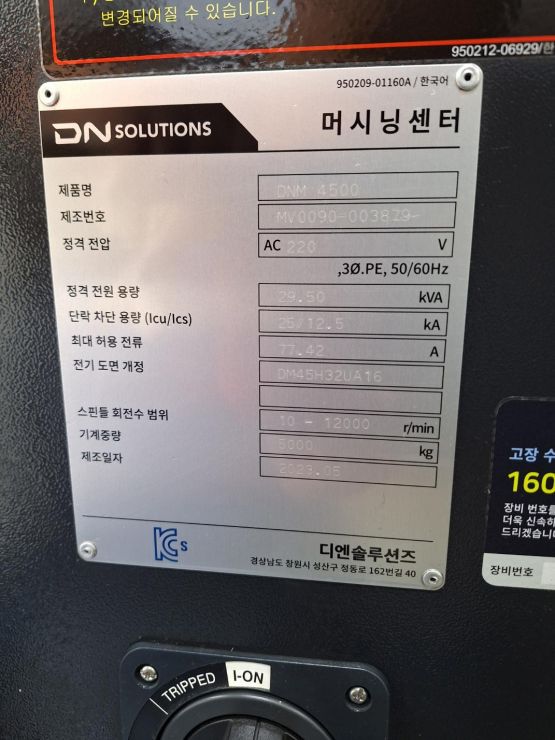 변경되어질 수 있습니다.
950212-06929/한
950209-01160A / 한국어
DN SOLUTIONS
머시닝센터
제품명 DNM 4500
제조번호 MV0090-003829-
정격 전압 AC 220 V
,3Ø.PE, 50/60Hz
정격 전원 용량 29.50 kVA
단락 차단 용량 (Icu/Ics) 25/12.5 kA
최대 허용 전류 77.42 A
전기 도면 개정 DM45H32UA16
스핀들 회전수 범위 10 - 12000 r/min
기계중량 5000 kg
제조일자 2023.05
KCs
디엔솔루션즈
경상남도 창원시 성산구 정동로 162번길 40
고장 수
160
장비 번호를
더욱 신속하
드리겠습니다
장비번호
TRIPPED I-ON